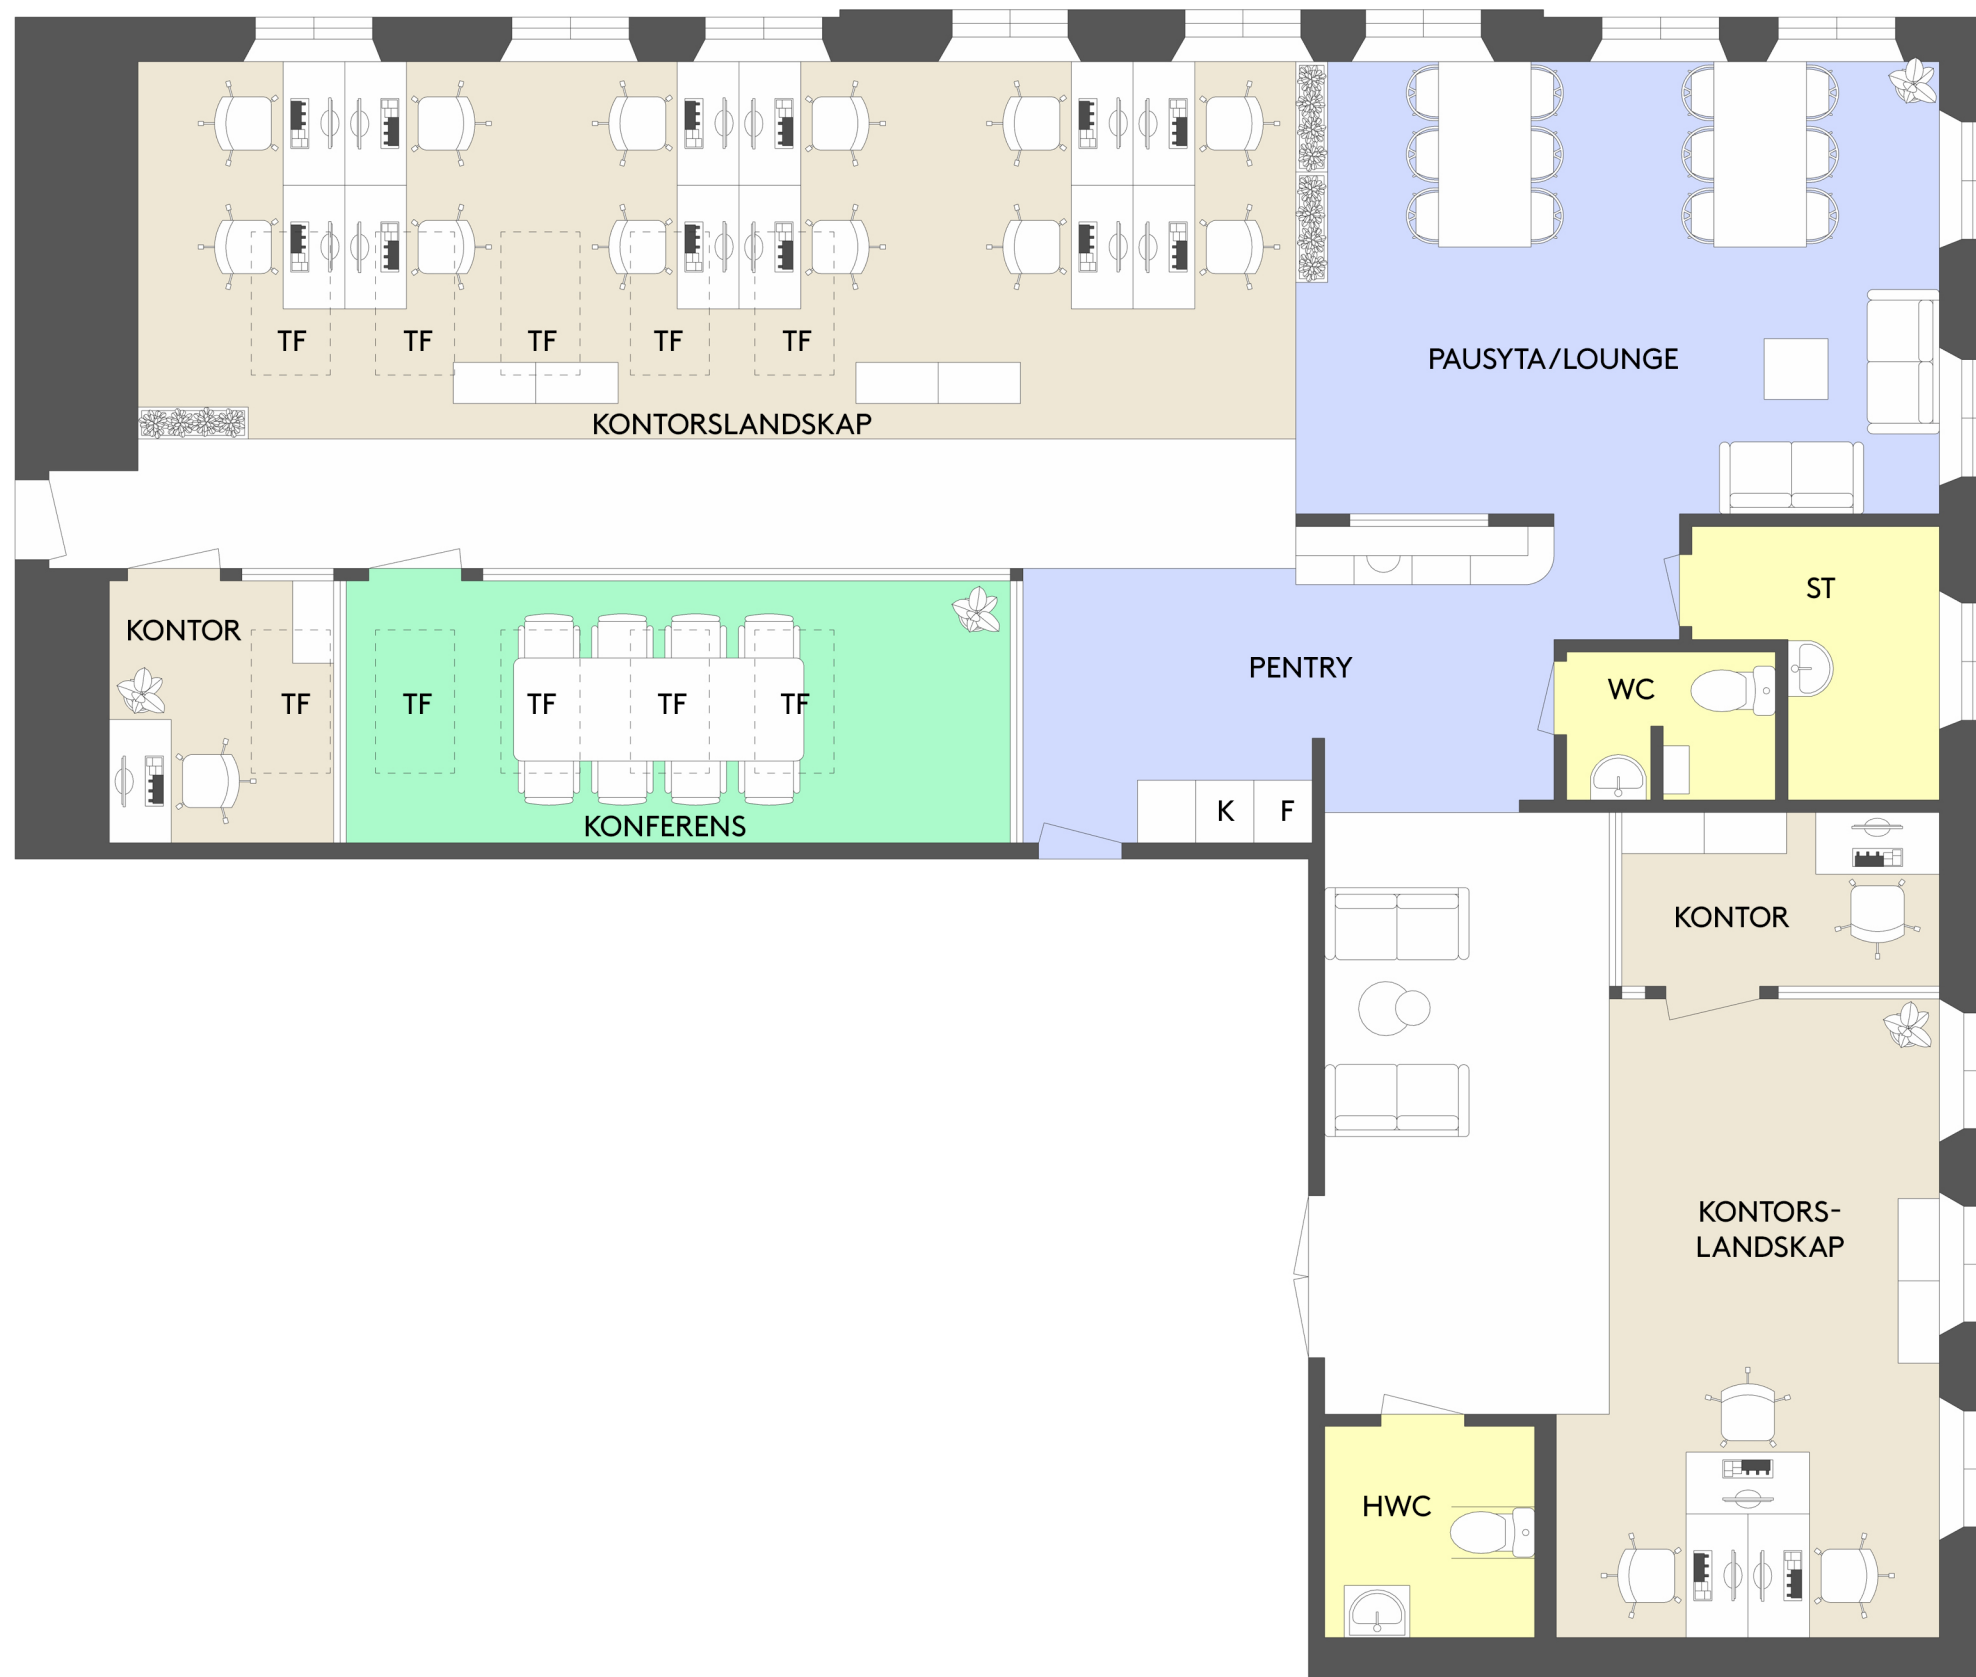 TF TF TF TF TF
KONTORSLANDSKAP
PAUSYTA/LOUNGE
ST
KONTOR
TF TF TF TF TF
KONFERENS
PENTRY
WC
K F
KONTOR
KONTORS-
LANDSKAP
HWC